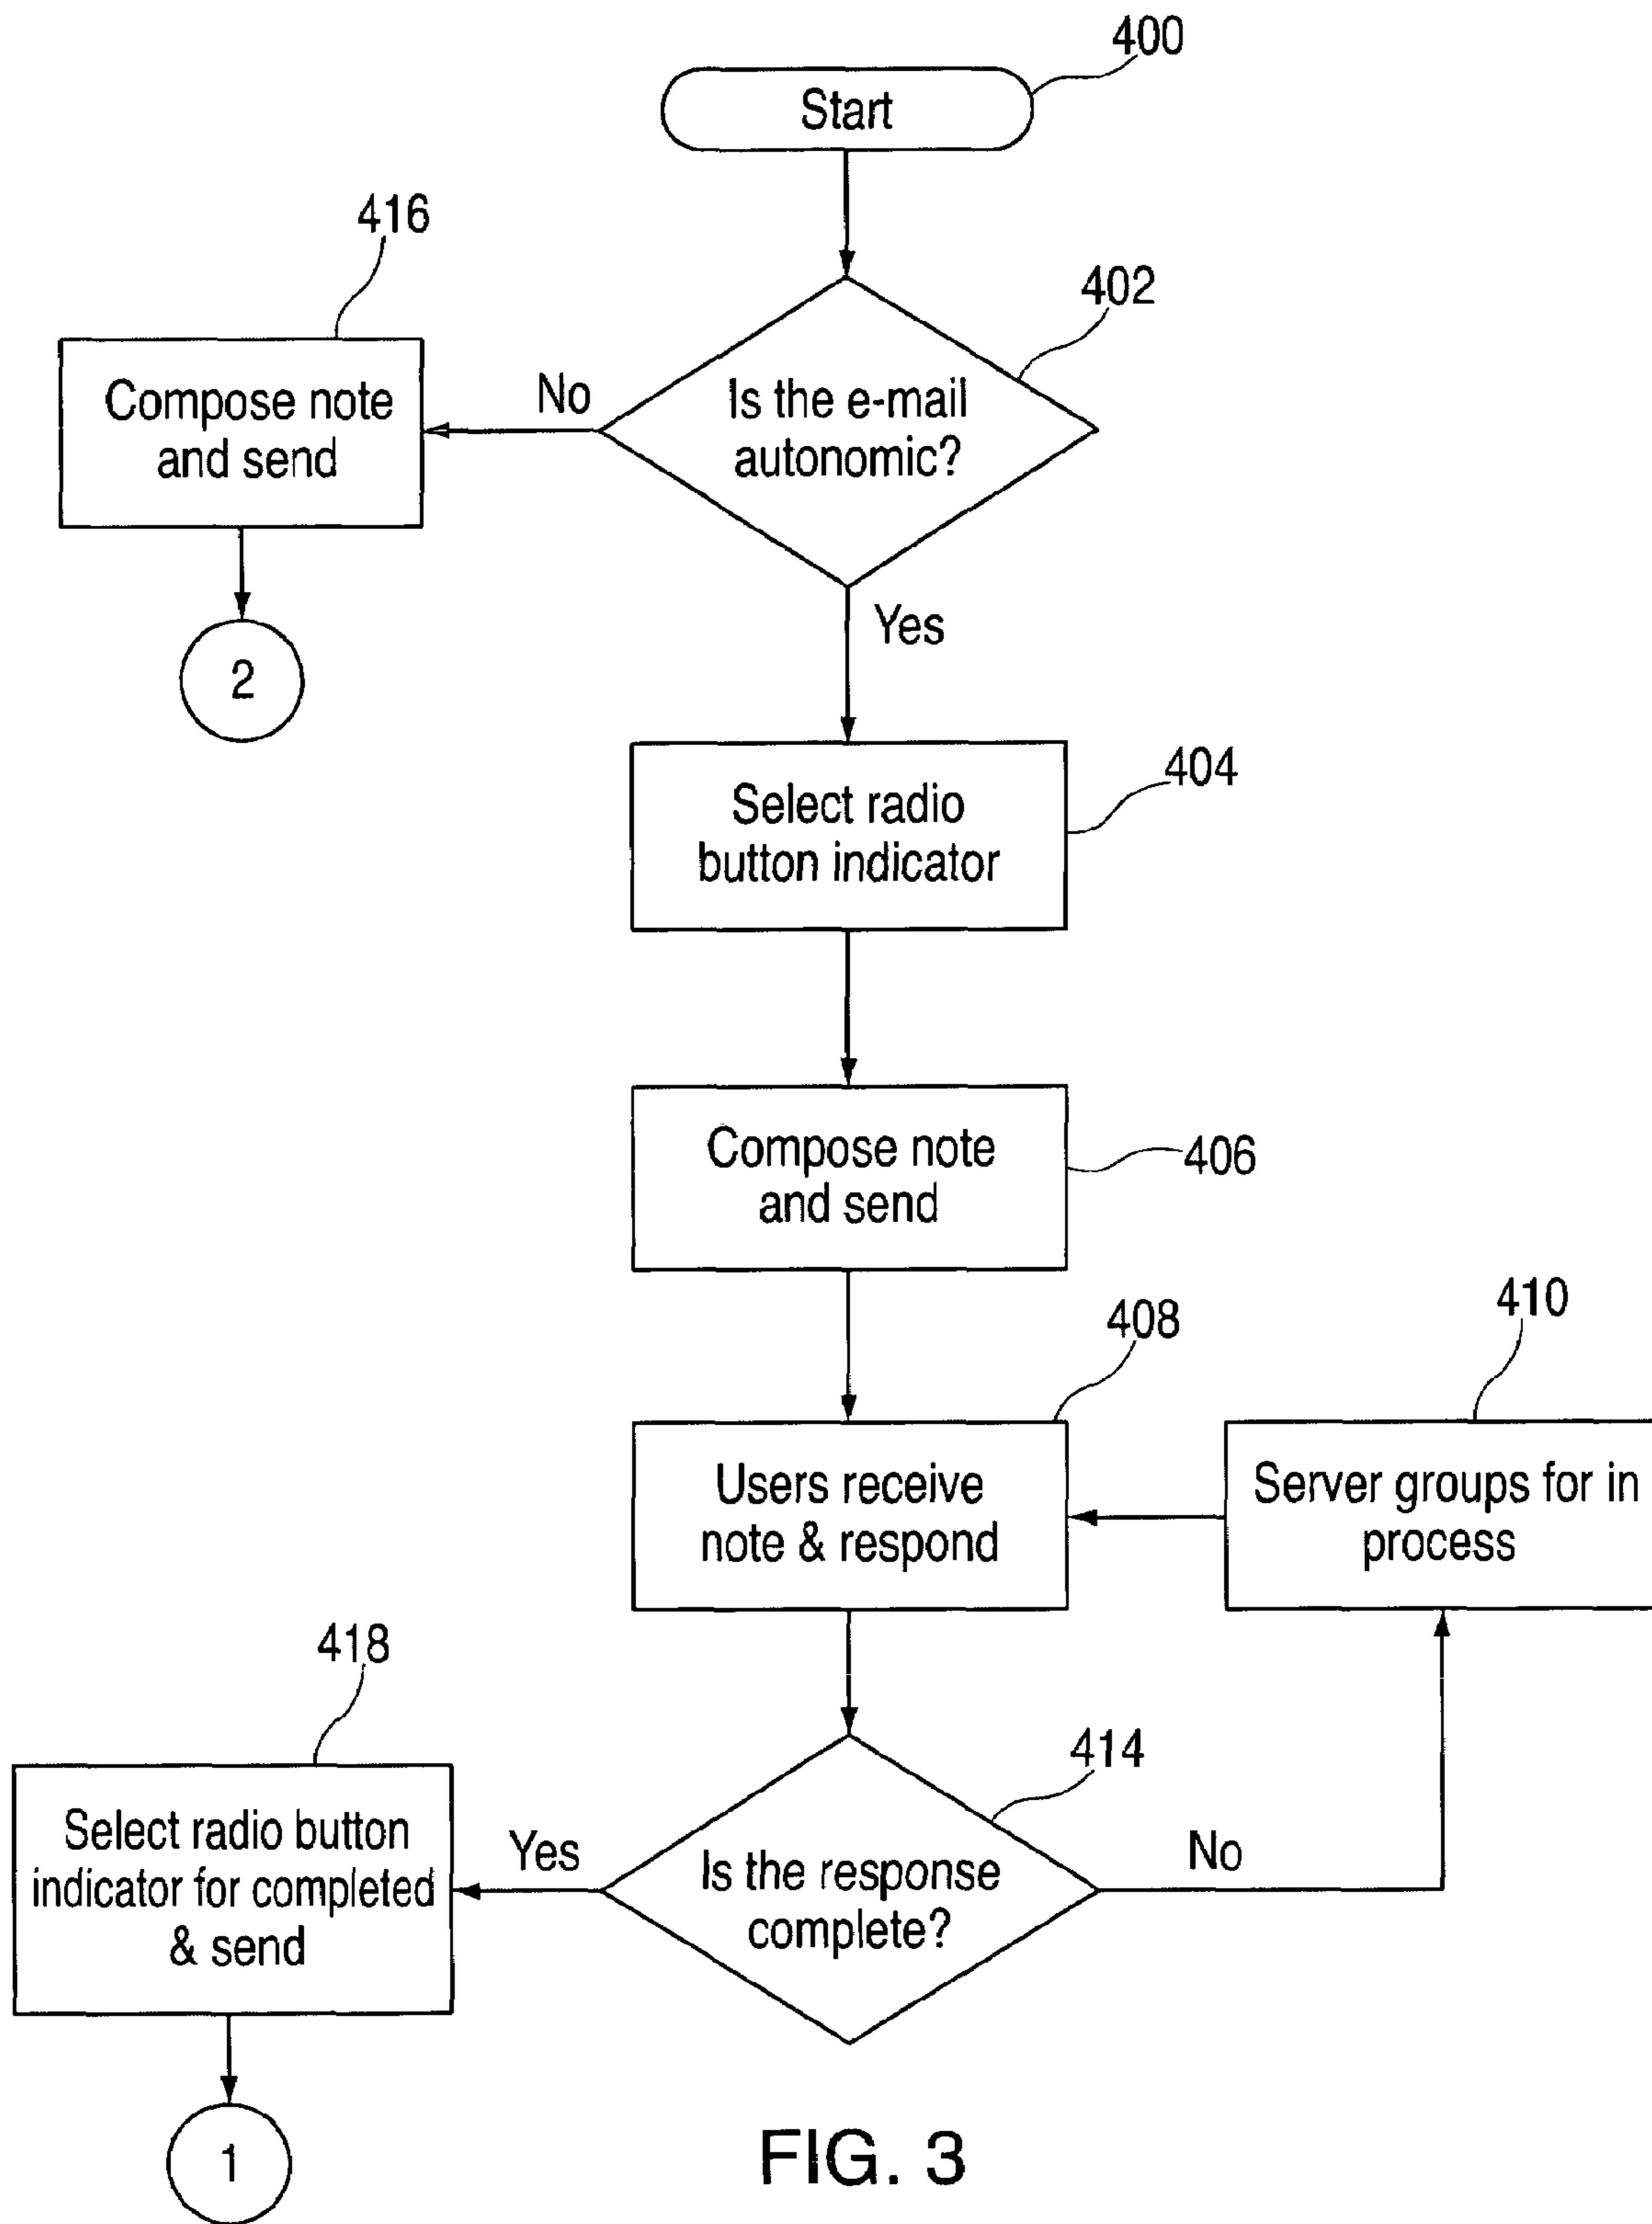 400
Start
416
402
Compose note
and send
No
Is the e-mail
autonomic?
Yes
2
404
Select radio
button indicator
Compose note
and send
406
408
410
Users receive
note & respond
Server groups for in
process
418
414
Select radio button
indicator for completed
& send
Yes
Is the response
complete?
No
1
FIG. 3